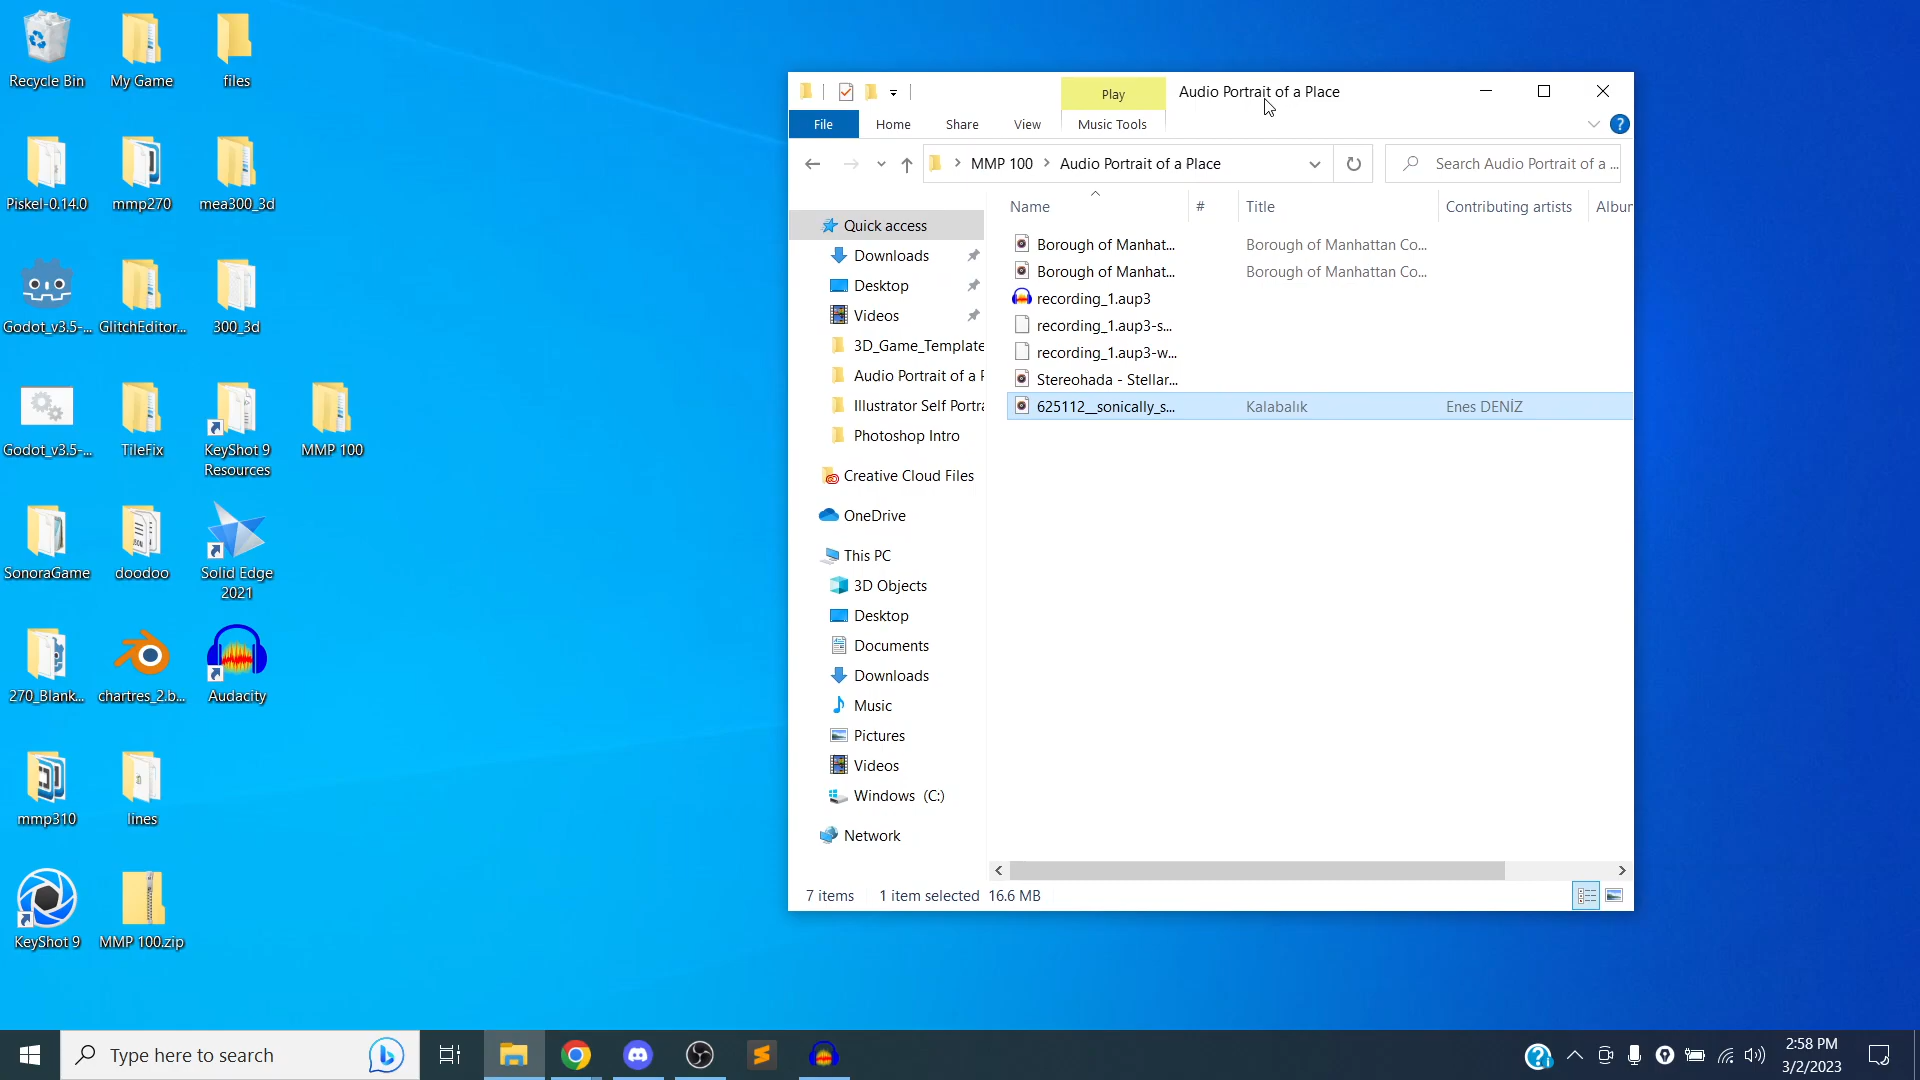 Recycle Bin
My Game
files
Piskel-0.14.0
mmp270
mea300_3d
Godot_v3.5-...
GlitchEditor...
300_3d
Godot_v3.5-...
TileFix
KeyShot 9
Resources
MMP 100
SonoraGame
doodoo
Solid Edge
2021
270_Blank...
chartres_2.b...
Audacity
mmp310
lines
KeyShot 9
MMP 100.zip
Play
Audio Portrait of a Place
File
Home
Share
View
Music Tools
MMP 100
Audio Portrait of a Place
Search Audio Portrait of a ...
Name
#
Title
Contributing artists
Albur
Quick access
Downloads
Desktop
Videos
3D_Game_Template
Audio Portrait of a P
Illustrator Self Portra
Photoshop Intro
Creative Cloud Files
OneDrive
This PC
3D Objects
Desktop
Documents
Downloads
Music
Pictures
Videos
Windows (C:)
Network
Borough of Manhat...
Borough of Manhattan Co...
Borough of Manhat...
Borough of Manhattan Co...
recording_1.aup3
recording_1.aup3-s...
recording_1.aup3-w...
Stereohada - Stellar...
625112__sonically_s...
Kalabalık
Enes DENİZ
7 items
1 item selected 16.6 MB
Type here to search
2:58 PM
3/2/2023